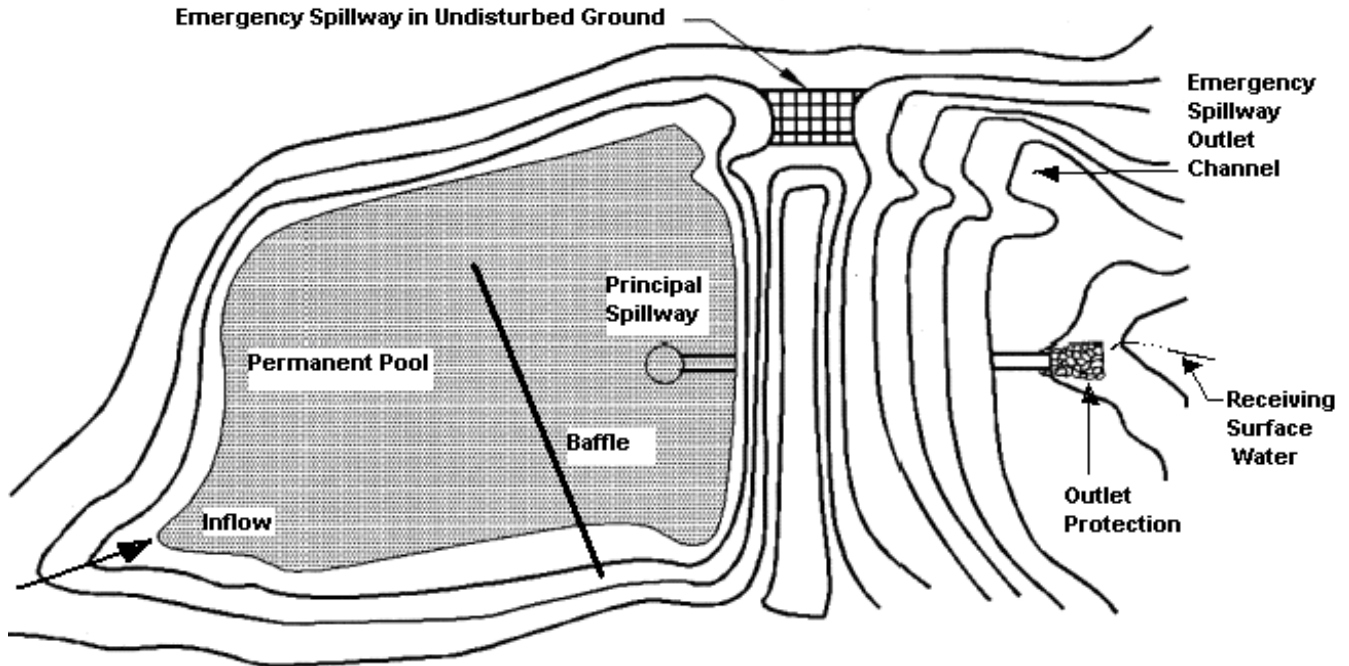 Emergency Spillway in Undisturbed Ground
Emergency
Spillway
Outlet
Channel
Principal
Spillway
Permanent Pool
Baffle
Inflow
Receiving
Surface
Water
Outlet
Protection